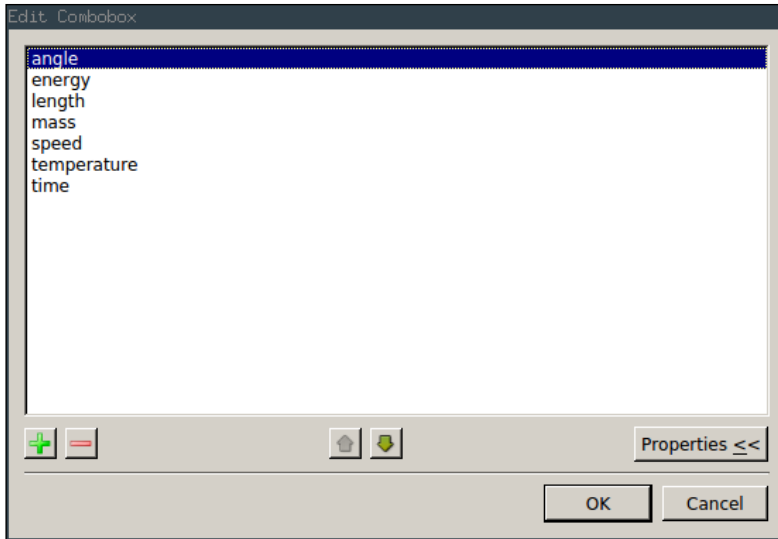 Edit Combobox
angle
energy
length
mass
speed
temperature
time
Properties <<
OK
Cancel